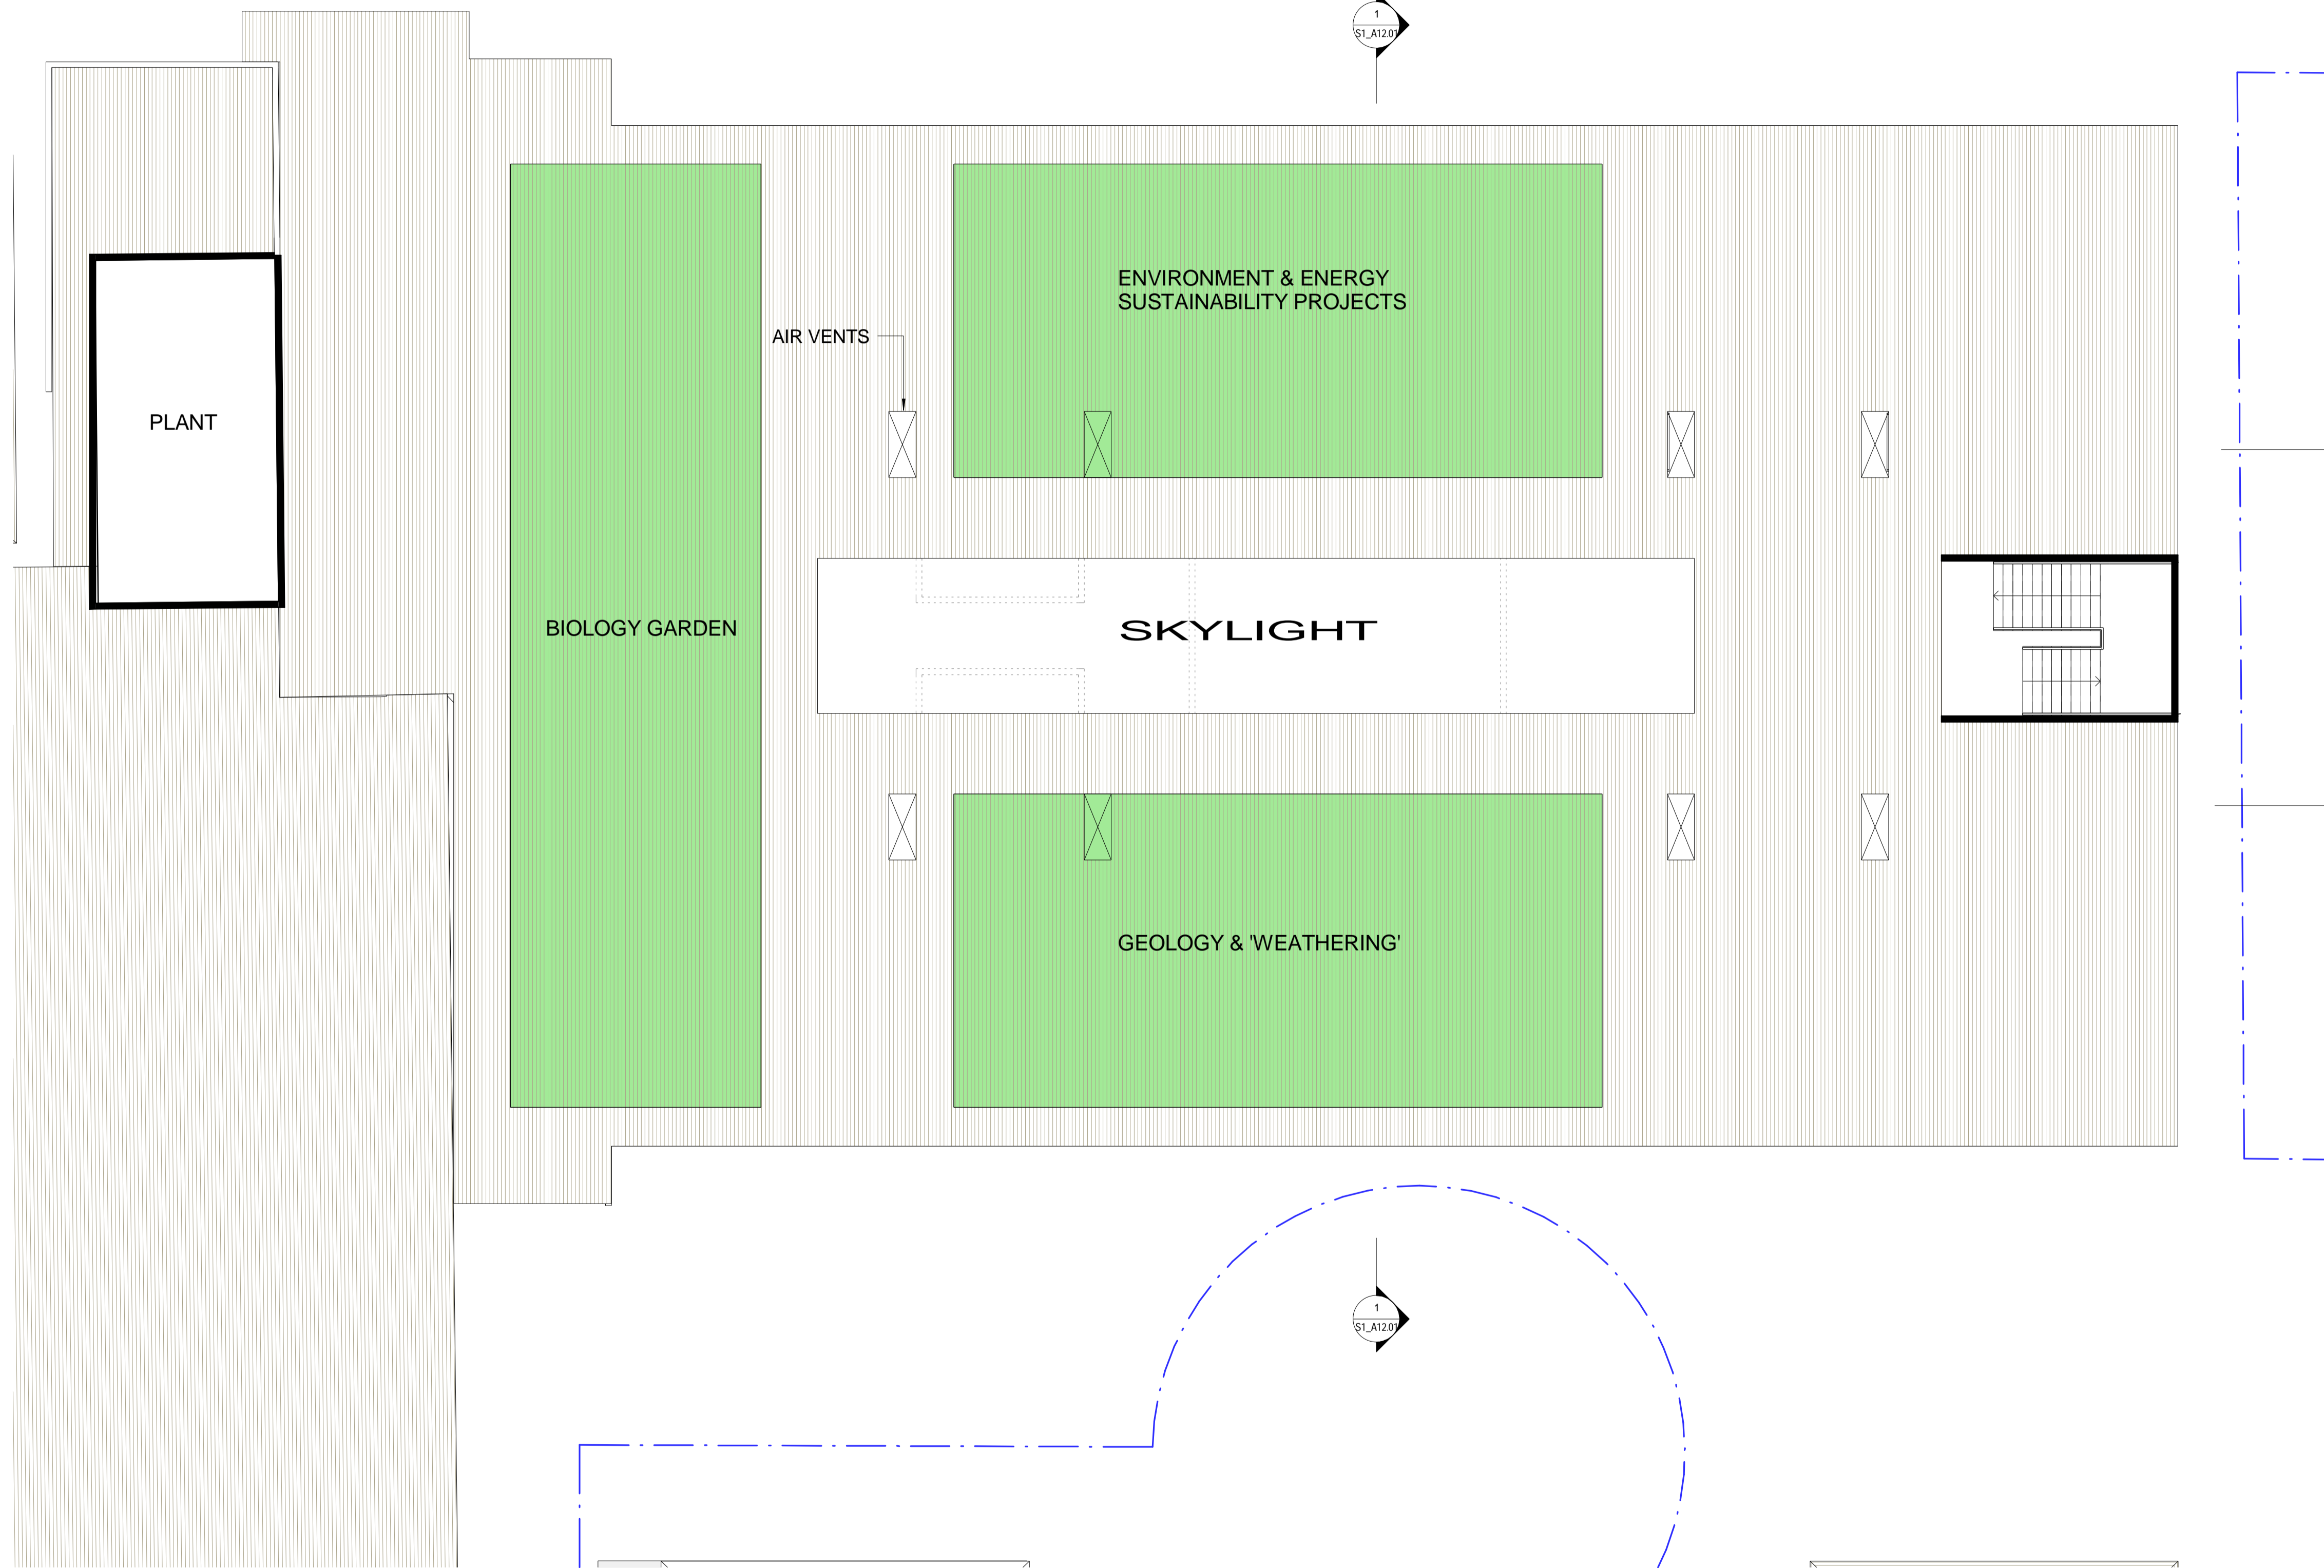 1
S1_A12.01
ENVIRONMENT & ENERGY
SUSTAINABILITY PROJECTS
AIR VENTS
PLANT
BIOLOGY GARDEN
SKYLIGHT
GEOLOGY & 'WEATHERING'
1
S1_A12.01